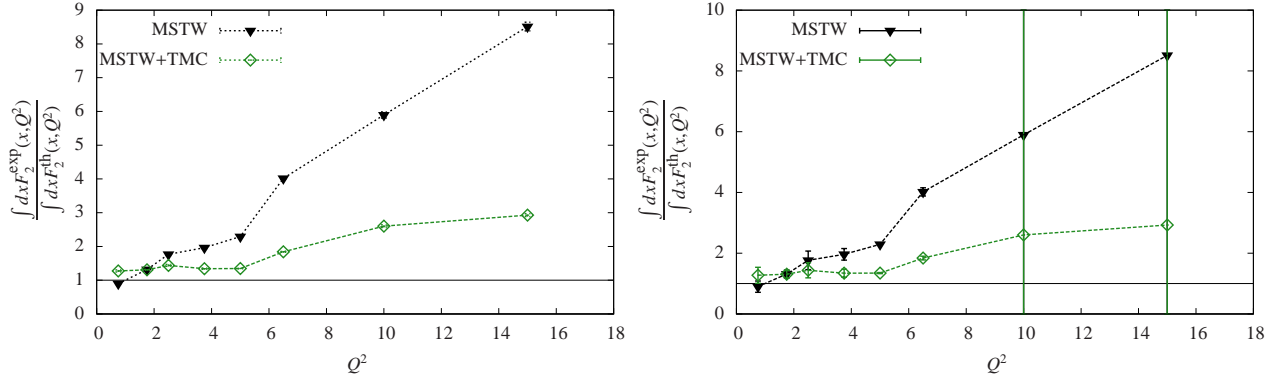 MSTW
MSTW+TMC
9
8
7
6
5
4
3
2
1
0
0 2 4 6 8 10 12 14 16 18
Q²
∫ dxF₂^exp(x,Q²)
∫ dxF₂^th(x,Q²)
MSTW
MSTW+TMC
10
8
6
4
2
0
0 2 4 6 8 10 12 14 16 18
Q²
∫ dxF₂^exp(x,Q²)
∫ dxF₂^th(x,Q²)